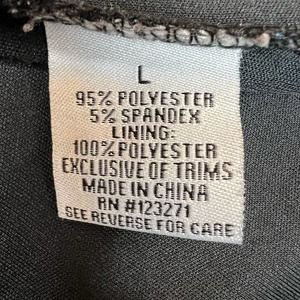 L
95% POLYESTER
5% SPANDEX
LINING:
100% POLYESTER
EXCLUSIVE OF TRIMS
MADE IN CHINA
RN #123271
SEE REVERSE FOR CARE